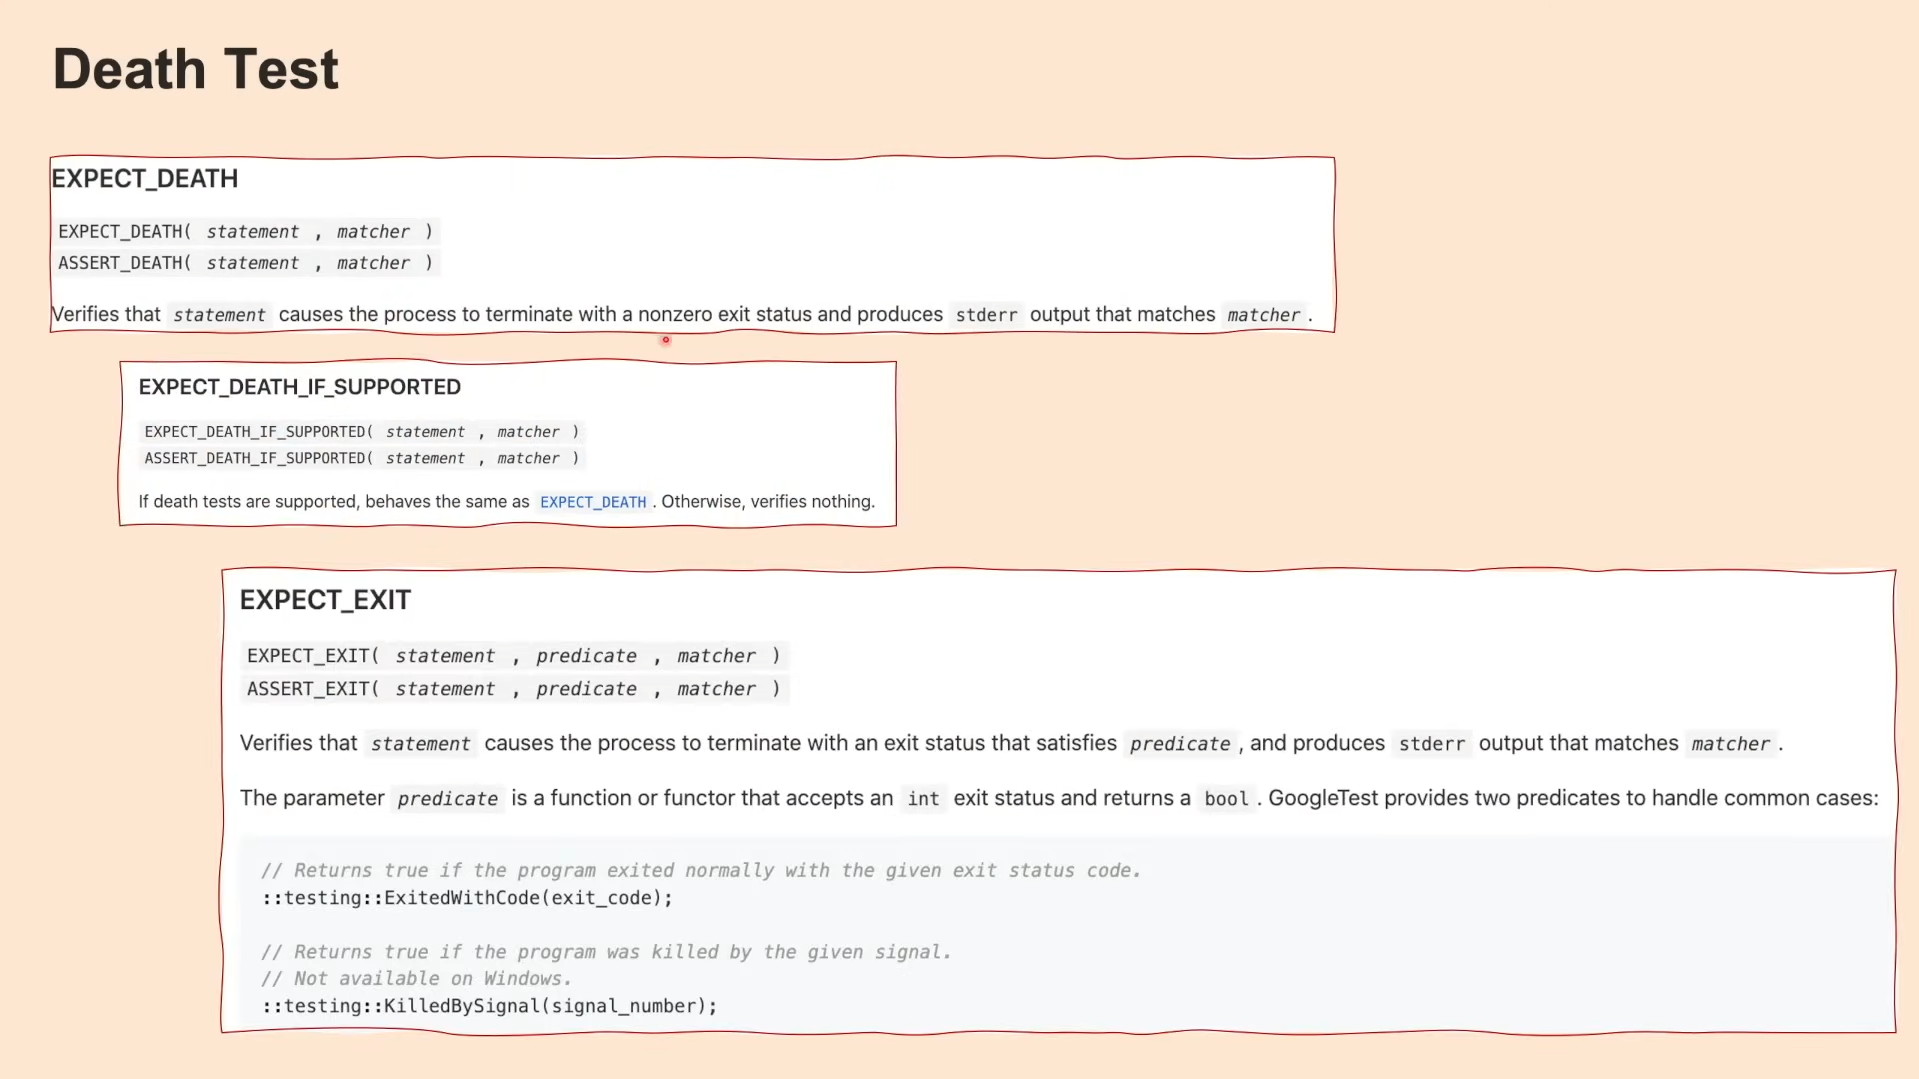 Death Test
EXPECT_DEATH
EXPECT_DEATH( statement , matcher )
ASSERT_DEATH( statement , matcher )
Verifies that statement causes the process to terminate with a nonzero exit status and produces stderr output that matches matcher .
EXPECT_DEATH_IF_SUPPORTED
EXPECT_DEATH_IF_SUPPORTED( statement , matcher )
ASSERT_DEATH_IF_SUPPORTED( statement , matcher )
If death tests are supported, behaves the same as EXPECT_DEATH . Otherwise, verifies nothing.
EXPECT_EXIT
EXPECT_EXIT( statement , predicate , matcher )
ASSERT_EXIT( statement , predicate , matcher )
Verifies that statement causes the process to terminate with an exit status that satisfies predicate , and produces stderr output that matches matcher .
The parameter predicate is a function or functor that accepts an int exit status and returns a bool . GoogleTest provides two predicates to handle common cases:
// Returns true if the program exited normally with the given exit status code.
::testing::ExitedWithCode(exit_code);
// Returns true if the program was killed by the given signal.
// Not available on Windows.
::testing::KilledBySignal(signal_number);